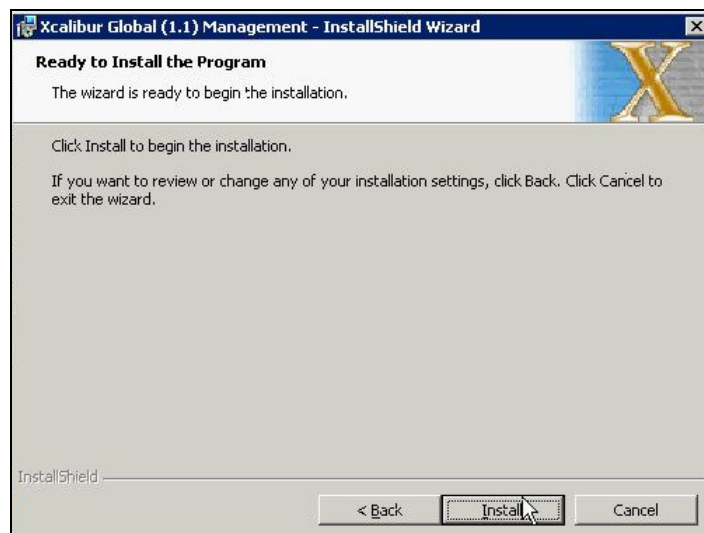 Xcalibur Global (1.1) Management - InstallShield Wizard
Ready to Install the Program
The wizard is ready to begin the installation.
X
Click Install to begin the installation.
If you want to review or change any of your installation settings, click Back. Click Cancel to
exit the wizard.
InstallShield
< Back
Install
Cancel